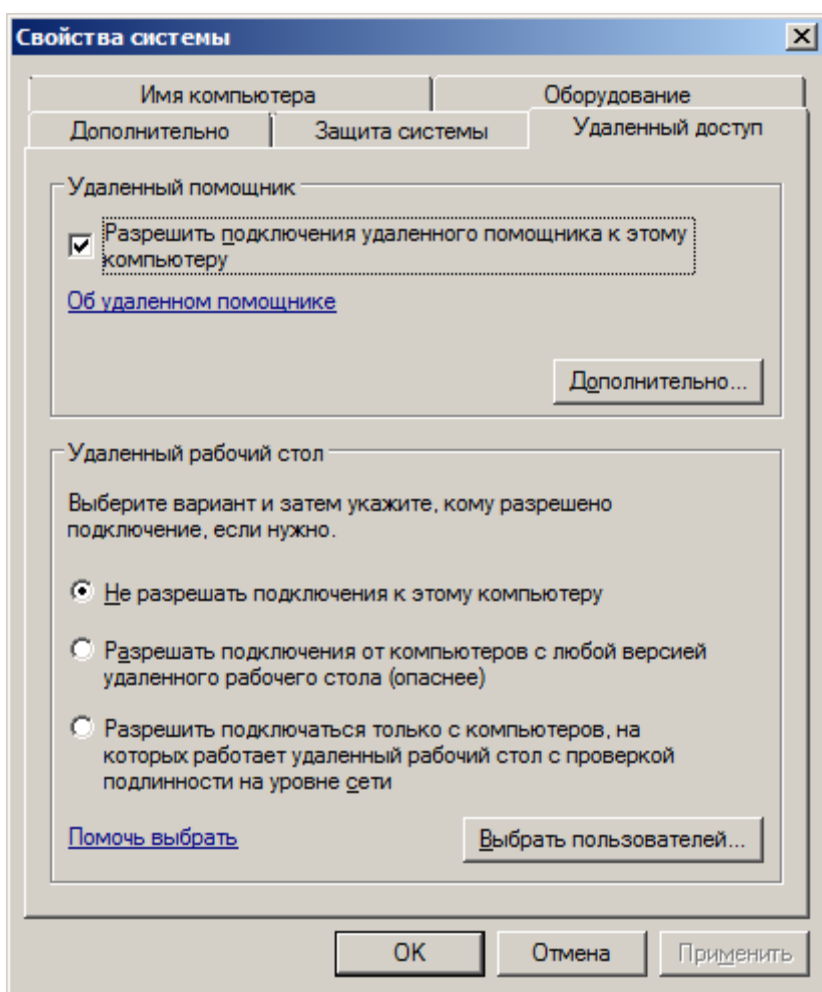 Свойства системы
Имя компьютера
Оборудование
Дополнительно
Защита системы
Удаленный доступ
Удаленный помощник
Разрешить подключения удаленного помощника к этому
компьютеру
Об удаленном помощнике
Дополнительно...
Удаленный рабочий стол
Выберите вариант и затем укажите, кому разрешено
подключение, если нужно.
Не разрешать подключения к этому компьютеру
Разрешать подключения от компьютеров с любой версией
удаленного рабочего стола (опаснее)
Разрешить подключаться только с компьютеров, на
которых работает удаленный рабочий стол с проверкой
подлинности на уровне сети
Помочь выбрать
Выбрать пользователей...
OK
Отмена
Применить